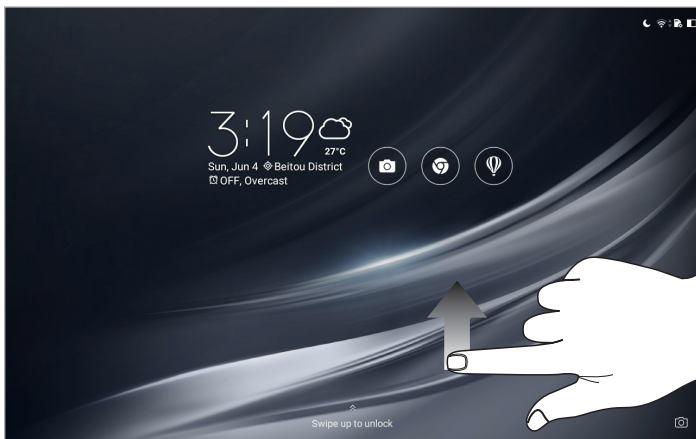 3:19
27°C
Sun, Jun 4 Beitou District
OFF, Overcast
Swipe up to unlock